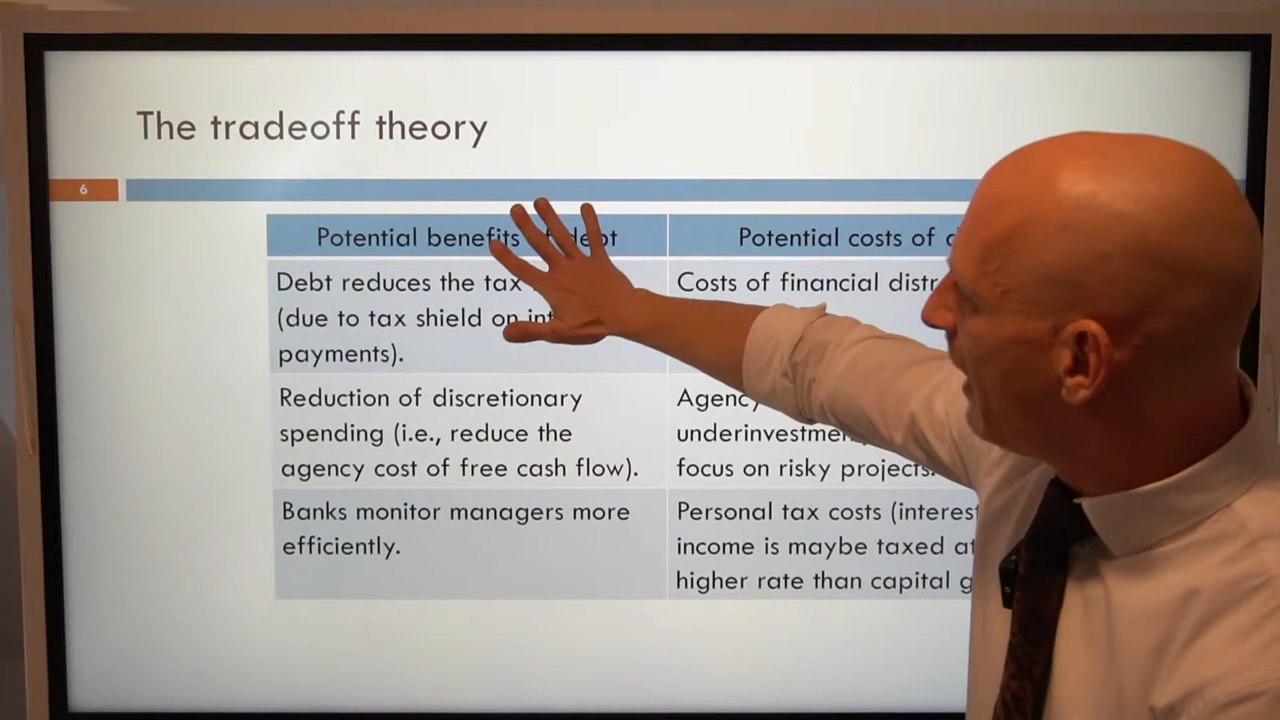 The tradeoff theory
6
Potential benefits debt
Potential costs of
Debt reduces the tax
(due to tax shield on
payments).
Costs of financial
Reduction of discretionary
spending (i.e., reduce the
agency cost of free cash flow).
Agency
focus on risky projects.
Banks monitor managers more
efficiently.
Personal tax costs (interest
income is maybe taxed at
higher rate than capital